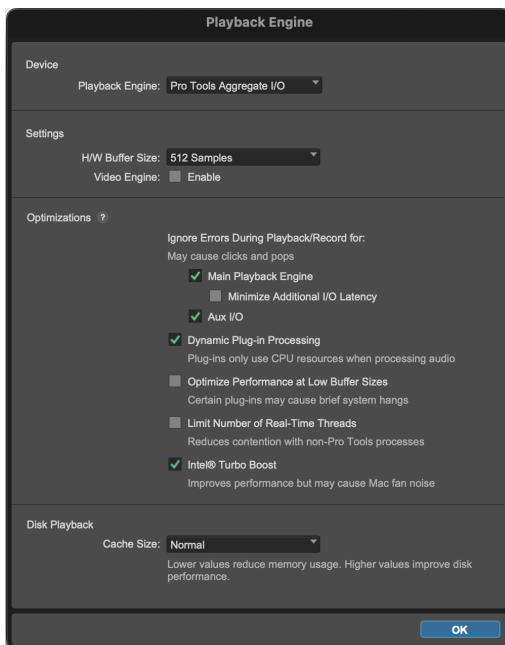 Playback Engine
Device
Playback Engine: Pro Tools Aggregate I/O
Settings
H/W Buffer Size: 512 Samples
Video Engine: Enable
Optimizations ?
Ignore Errors During Playback/Record for:
May cause clicks and pops
Main Playback Engine
Minimize Additional I/O Latency
Aux I/O
Dynamic Plug-in Processing
Plug-ins only use CPU resources when processing audio
Optimize Performance at Low Buffer Sizes
Certain plug-ins may cause brief system hangs
Limit Number of Real-Time Threads
Reduces contention with non-Pro Tools processes
Intel® Turbo Boost
Improves performance but may cause Mac fan noise
Disk Playback
Cache Size: Normal
Lower values reduce memory usage. Higher values improve disk
performance.
OK